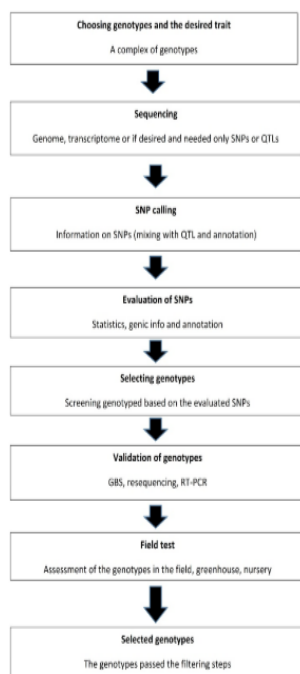 Choosing genotypes and the desired trait
A complex of genotypes
Sequencing
Genome, transcriptome or if desired and needed only SNPs or QTLs
SNP calling
Information on SNPs (mixing with QTL and annotation)
Evaluation of SNPs
Statistics, genic info and annotation
Selecting genotypes
Screening genotyped based on the evaluated SNPs
Validation of genotypes
GBS, resequencing, RT-PCR
Field test
Assessment of the genotypes in the field, greenhouse, nursery
Selected genotypes
The genotypes passed the filtering steps